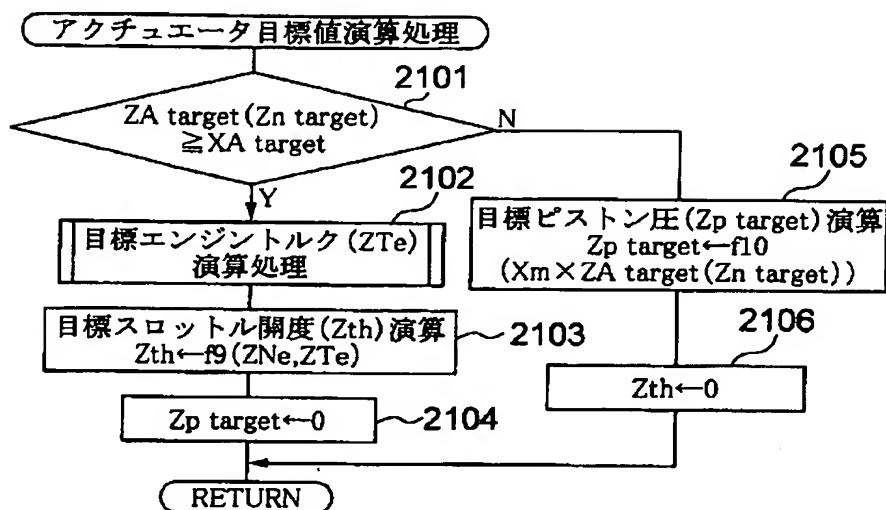 アクチュエータ目標値演算処理
2101
ZA target(Zn target)
≧XA target
N
Y
2102
目標エンジントルク(ZTe)
演算処理
目標スロットル開度(Zth)演算
Zth←f9(ZNe,ZTe)
2103
Zp target←0
2104
2105
目標ピストン圧(Zp target)演算
Zp target←f10
(Xm×ZA target(Zn target))
2106
Zth←0
RETURN